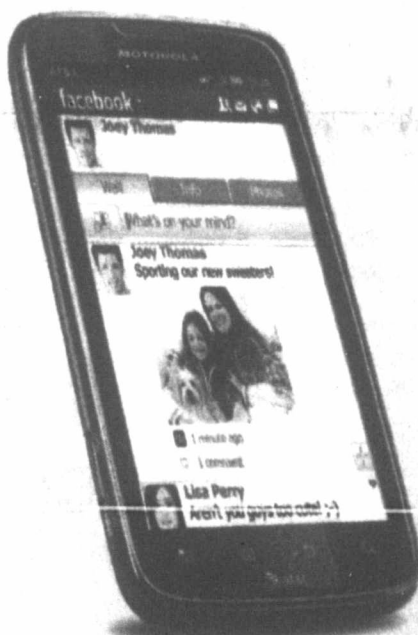 MOTOROLA
AT&T
facebook
Joey Thomas
Wall Info Photos
What's on your mind?
Joey Thomas
Sporting our new sweaters!
1 minute ago
1 comment
Lisa Perry
Aren't you guys too cute! ;-)